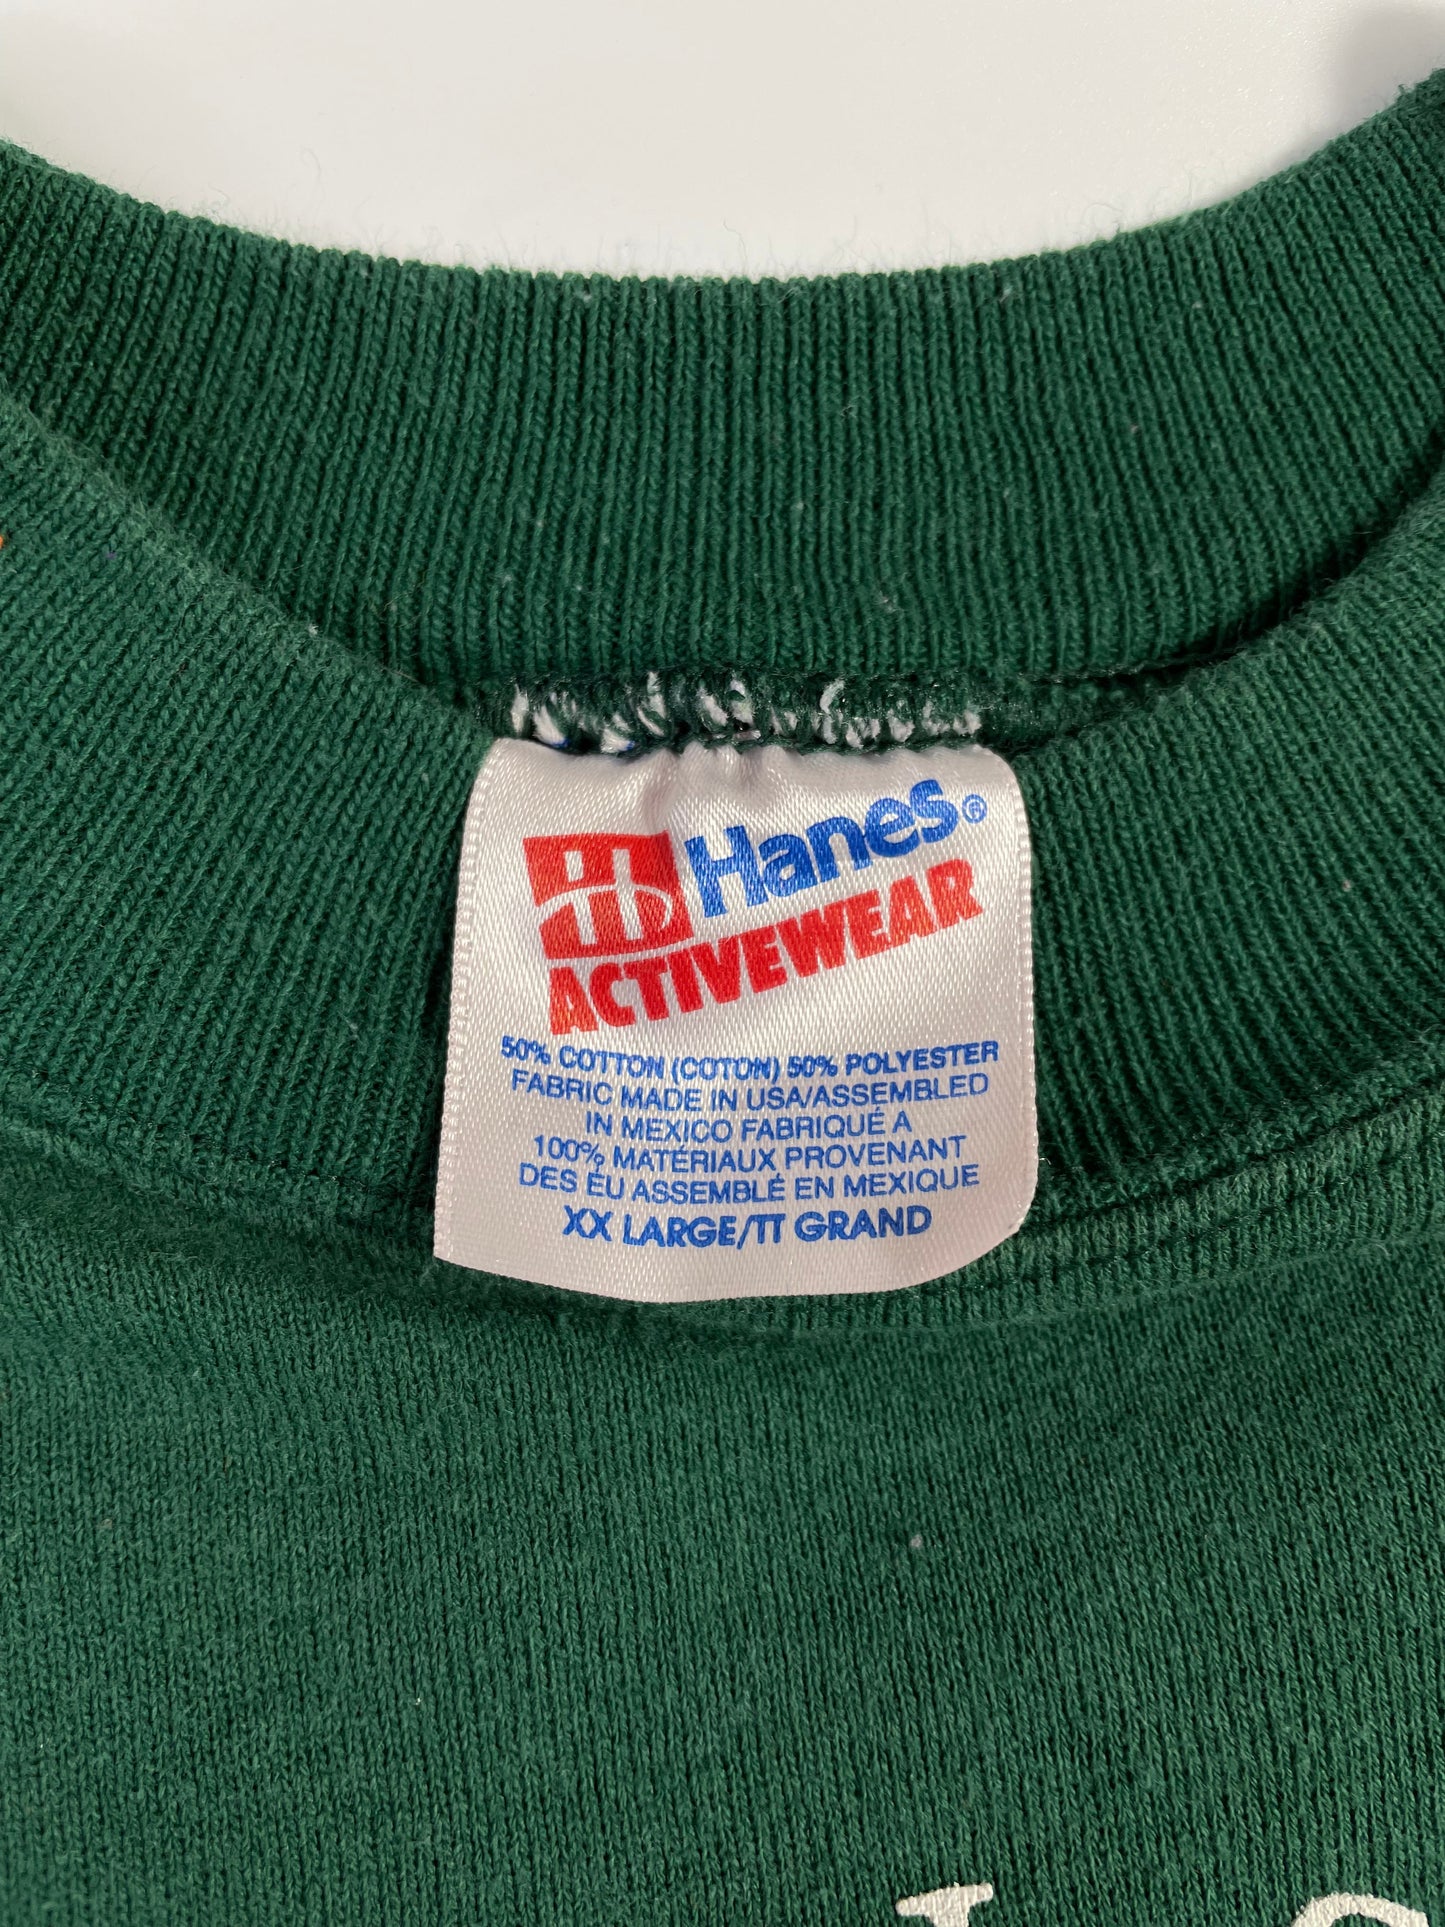 Hanes®
ACTIVEWEAR
50% COTTON (COTON) 50% POLYESTER
FABRIC MADE IN USA/ASSEMBLED
IN MEXICO FABRIQUÉ A
100% MATÉRIAUX PROVENANT
DES EU ASSEMBLÉ EN MEXIQUE
XX LARGE/TT GRAND